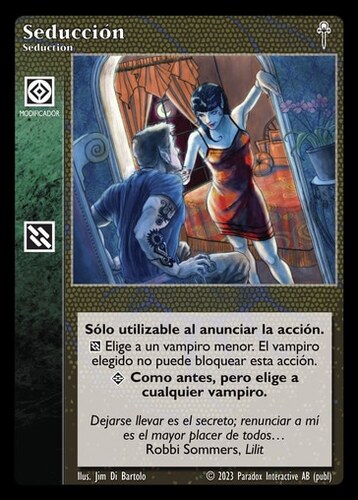 Seducción
Seduction
MODIFICADOR
Sólo utilizable al anunciar la acción.
Elige a un vampiro menor. El vampiro
elegido no puede bloquear esta acción.
Como antes, pero elige a
cualquier vampiro.
Dejarse llevar es el secreto; renunciar a mí
es el mayor placer de todos…
Robbi Sommers, Lilit
Ilus. Jim Di Bartolo
© 2023 Paradox Interactive AB (publ)